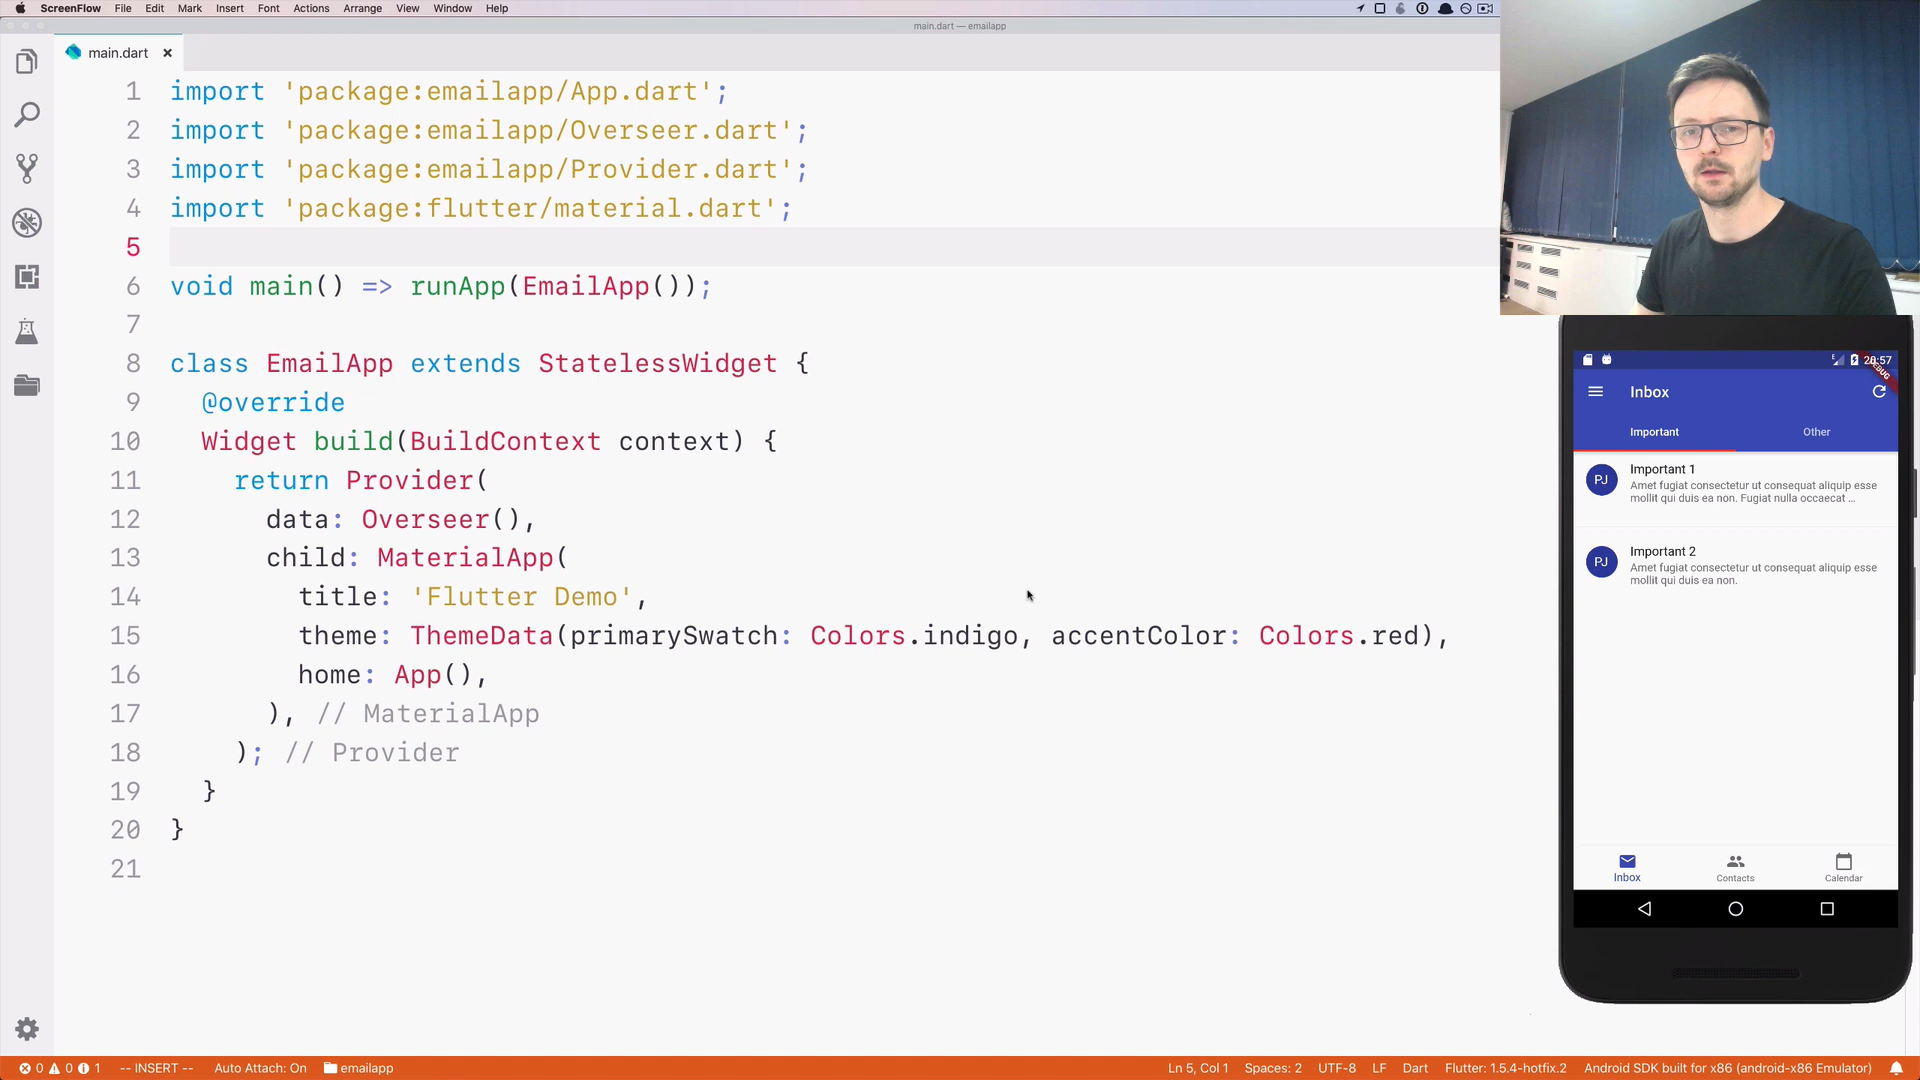 ScreenFlow File Edit Mark Insert Font Actions Arrange View Window Help
main.dart — emailapp
main.dart
1 import 'package:emailapp/App.dart';
2 import 'package:emailapp/Overseer.dart';
3 import 'package:emailapp/Provider.dart';
4 import 'package:flutter/material.dart';
5
6 void main() => runApp(EmailApp());
7
8 class EmailApp extends StatelessWidget {
9 @override
10 Widget build(BuildContext context) {
11 return Provider(
12 data: Overseer(),
13 child: MaterialApp(
14 title: 'Flutter Demo',
15 theme: ThemeData(primarySwatch: Colors.indigo, accentColor: Colors.red),
16 home: App(),
17 ), // MaterialApp
18 ); // Provider
19 }
20 }
21
20:57
DEBUG
Inbox
Important Other
PJ
Important 1
Amet fugiat consectetur ut consequat aliquip esse
mollit qui duis ea non. Fugiat nulla occaecat ...
PJ
Important 2
Amet fugiat consectetur ut consequat aliquip esse
mollit qui duis ea non.
Inbox Contacts Calendar
0 0 1 -- INSERT -- Auto Attach: On emailapp Ln 5, Col 1 Spaces: 2 UTF-8 LF Dart Flutter: 1.5.4-hotfix.2 Android SDK built for x86 (android-x86 Emulator)